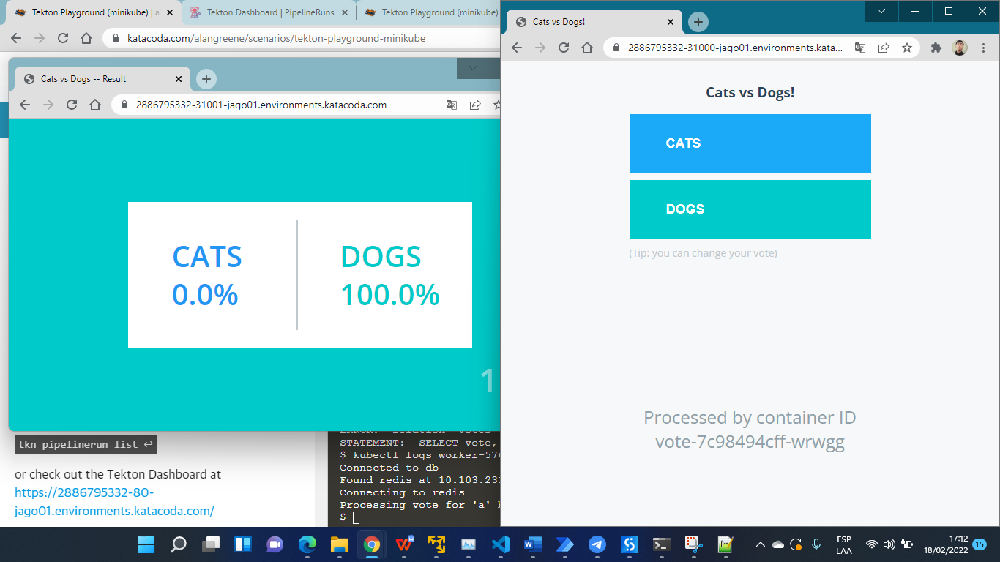 Tekton Playground (minikube) | a
Tekton Dashboard | PipelineRuns
Tekton Playground (minikube)
katacoda.com/alangreene/scenarios/tekton-playground-minikube
Cats vs Dogs -- Result
2886795332-31001-jago01.environments.katacoda.com
CATS
0.0%
DOGS
100.0%
1
tkn pipelinerun list ↩
or check out the Tekton Dashboard at
https://2886795332-80-
jago01.environments.katacoda.com/
ERROR: relation "votes"
STATEMENT:  SELECT vote,
$ kubectl logs worker-570
Connected to db
Found redis at 10.103.231
Connecting to redis
Processing vote for 'a' b
$
Cats vs Dogs!
2886795332-31000-jago01.environments.kata...
Cats vs Dogs!
CATS
DOGS
(Tip: you can change your vote)
Processed by container ID
vote-7c98494cff-wrwgg
ESP
LAA
17:12
18/02/2022
15